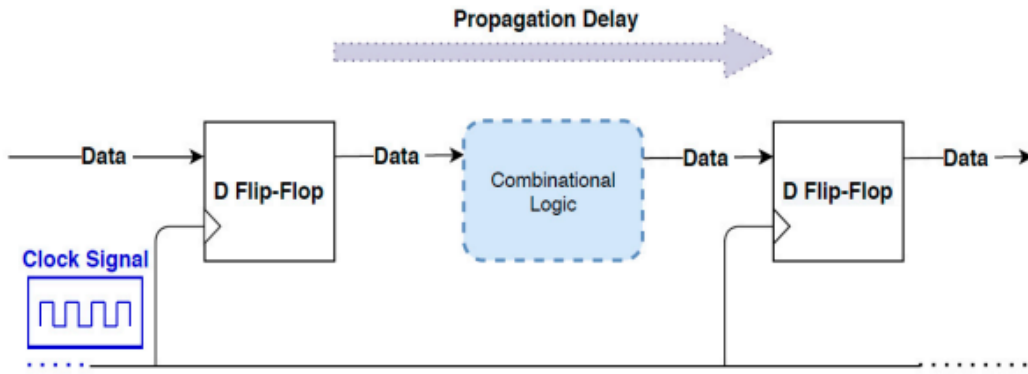 Propagation Delay
Data
D Flip-Flop
Data
Combinational
Logic
Data
D Flip-Flop
Data
Clock Signal